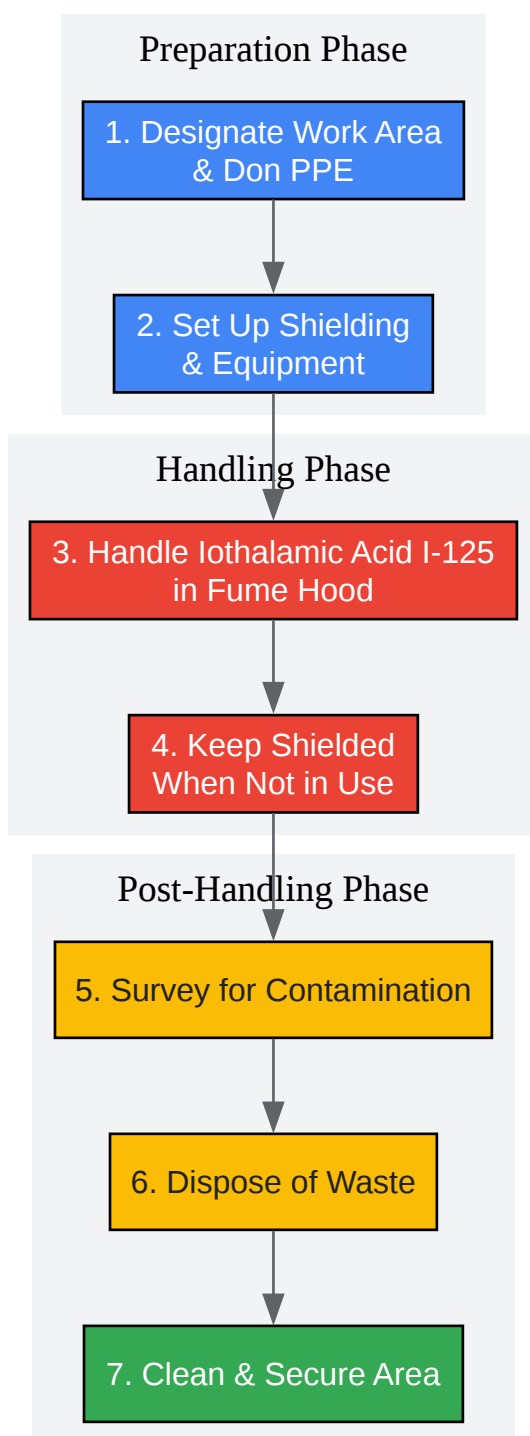 Preparation Phase
1. Designate Work Area
& Don PPE
2. Set Up Shielding
& Equipment
Handling Phase
3. Handle Iothalamic Acid I-125
in Fume Hood
4. Keep Shielded
When Not in Use
Post-Handling Phase
5. Survey for Contamination
6. Dispose of Waste
7. Clean & Secure Area